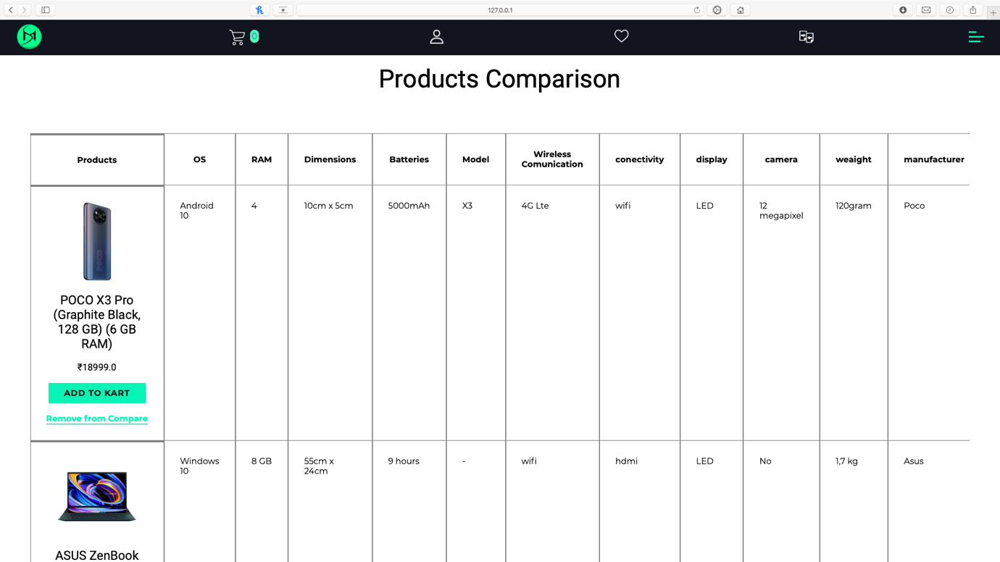 127.0.0.1
0
Products Comparison
Products
OS
RAM
Dimensions
Batteries
Model
Wireless
Comunication
conectivity
display
camera
weaight
manufacturer
POCO
POCO X3 Pro
(Graphite Black,
128 GB) (6 GB
RAM)
₹18999.0
ADD TO KART
Remove from Compare
Android
10
4
10cm x 5cm
5000mAh
X3
4G Lte
wifi
LED
12
megapixel
120gram
Poco
ASUS ZenBook
Windows
10
8 GB
55cm x
24cm
9 hours
-
wifi
hdmi
LED
No
1,7 kg
Asus